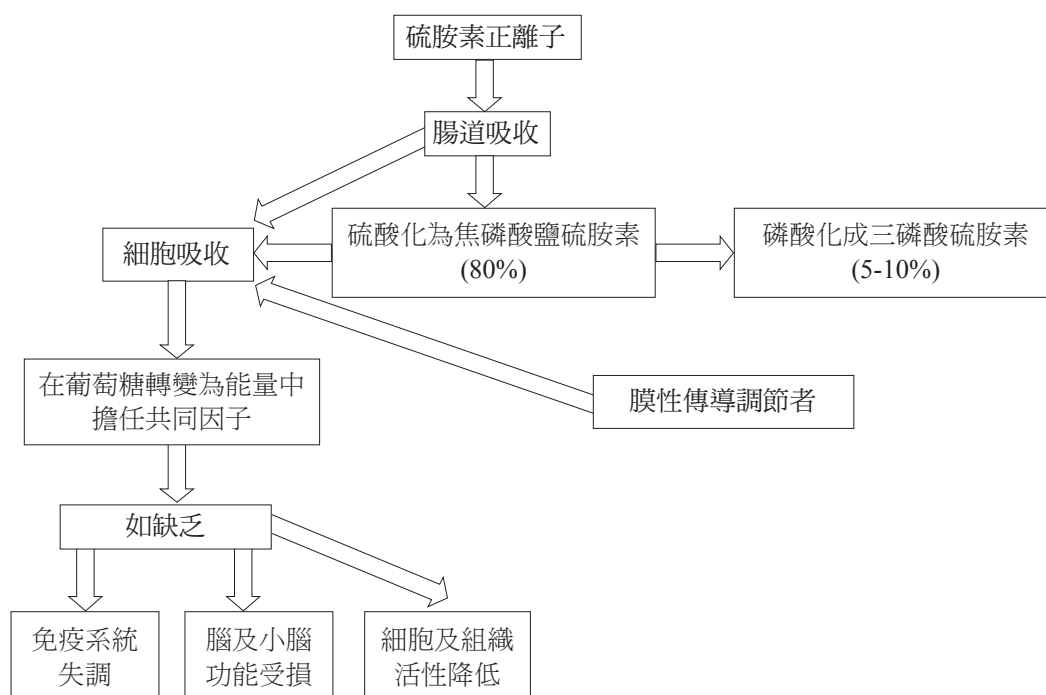 硫胺素正離子
腸道吸收
細胞吸收
硫酸化為焦磷酸鹽硫胺素
(80%)
磷酸化成三磷酸硫胺素
(5-10%)
在葡萄糖轉變為能量中
擔任共同因子
膜性傳導調節者
如缺乏
免疫系統
失調
腦及小腦
功能受損
細胞及組織
活性降低